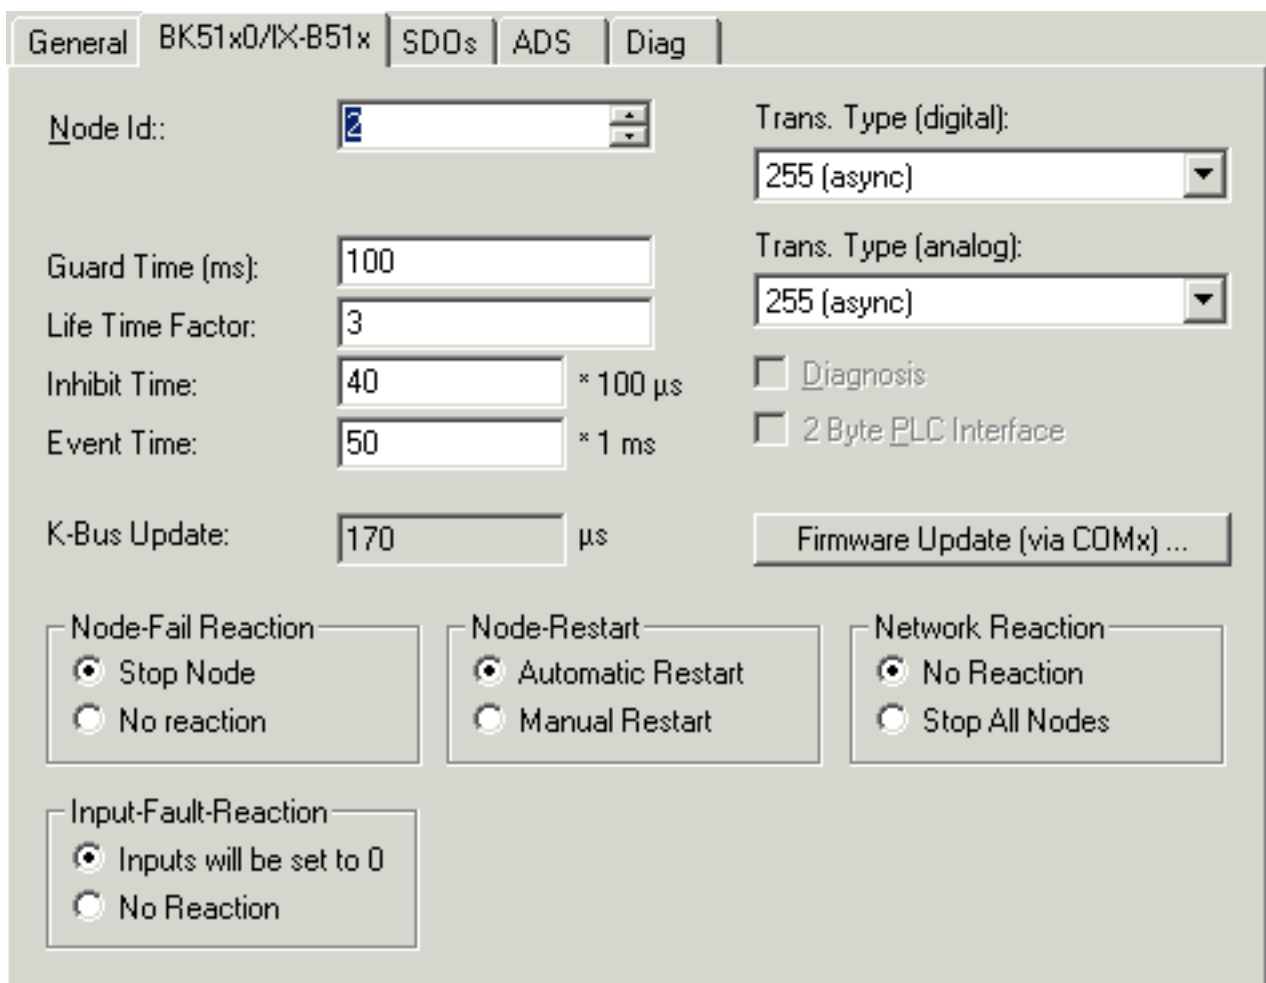 General BK51x0/IX-B51x SDOs ADS Diag
Node Id:: 2
Trans. Type (digital):
255 (async)
Guard Time (ms): 100
Trans. Type (analog):
255 (async)
Life Time Factor: 3
Inhibit Time: 40 * 100 µs
Diagnosis
Event Time: 50 * 1 ms
2 Byte PLC Interface
K-Bus Update: 170 µs
Firmware Update (via COMx) ...
Node-Fail Reaction
Stop Node
No reaction
Node-Restart
Automatic Restart
Manual Restart
Network Reaction
No Reaction
Stop All Nodes
Input-Fault-Reaction
Inputs will be set to 0
No Reaction